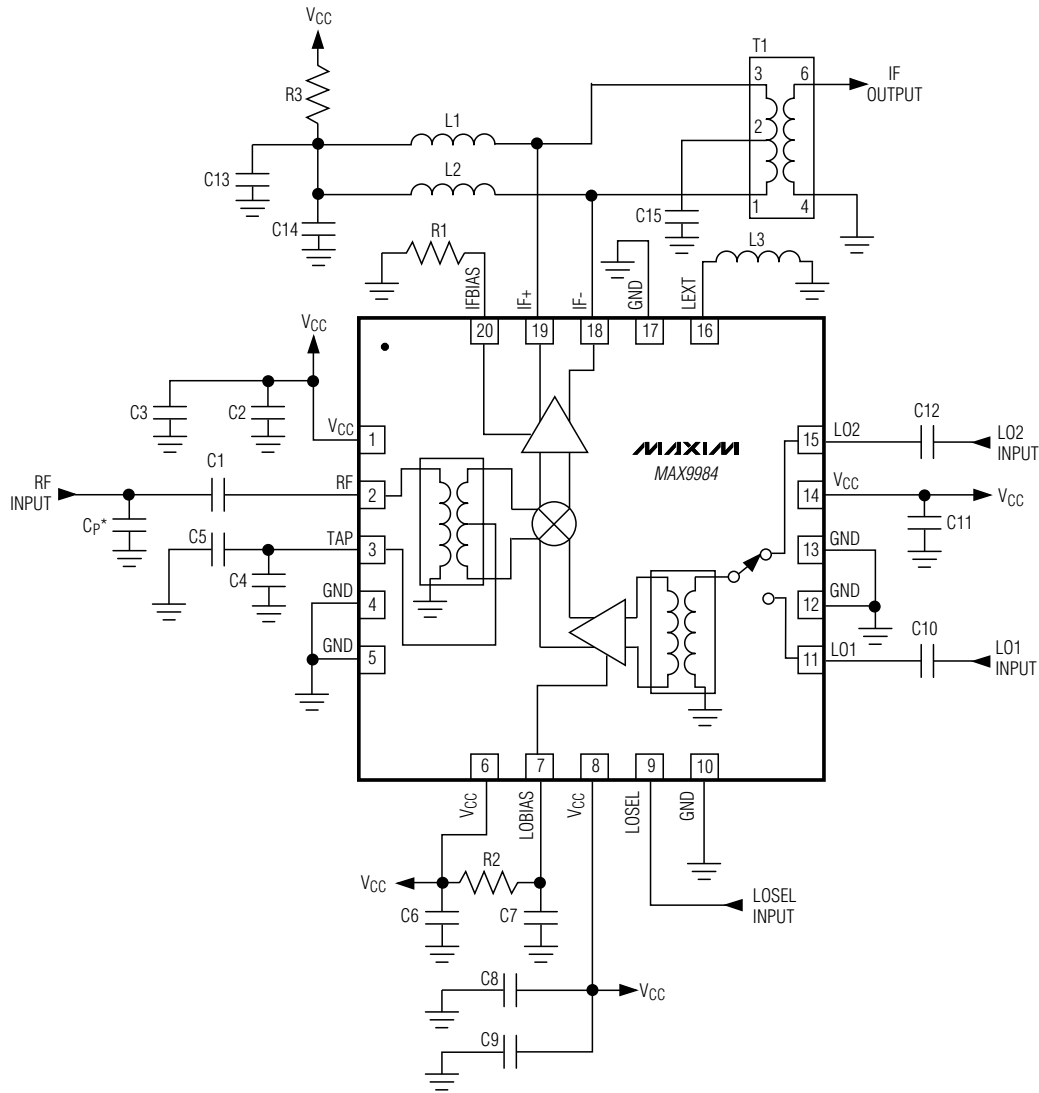 VCC
T1
R3
3
6
IF
OUTPUT
L1
2
C13
L2
1
4
C14
C15
R1
L3
IFBIAS
IF+
IF-
GND
LEXT
20
19
18
17
16
VCC
C3
C2
VCC
1
MAXIM
MAX9984
15
LO2
C12
LO2
INPUT
C1
RF
INPUT
RF
2
14
VCC
VCC
CP*
C5
TAP
3
C11
13
GND
C4
GND
4
12
GND
GND
5
C10
11
LO1
LO1
INPUT
6
7
8
9
10
VCC
LOBIAS
VCC
LOSEL
GND
R2
VCC
LOSEL
INPUT
C6
C7
C8
VCC
C9